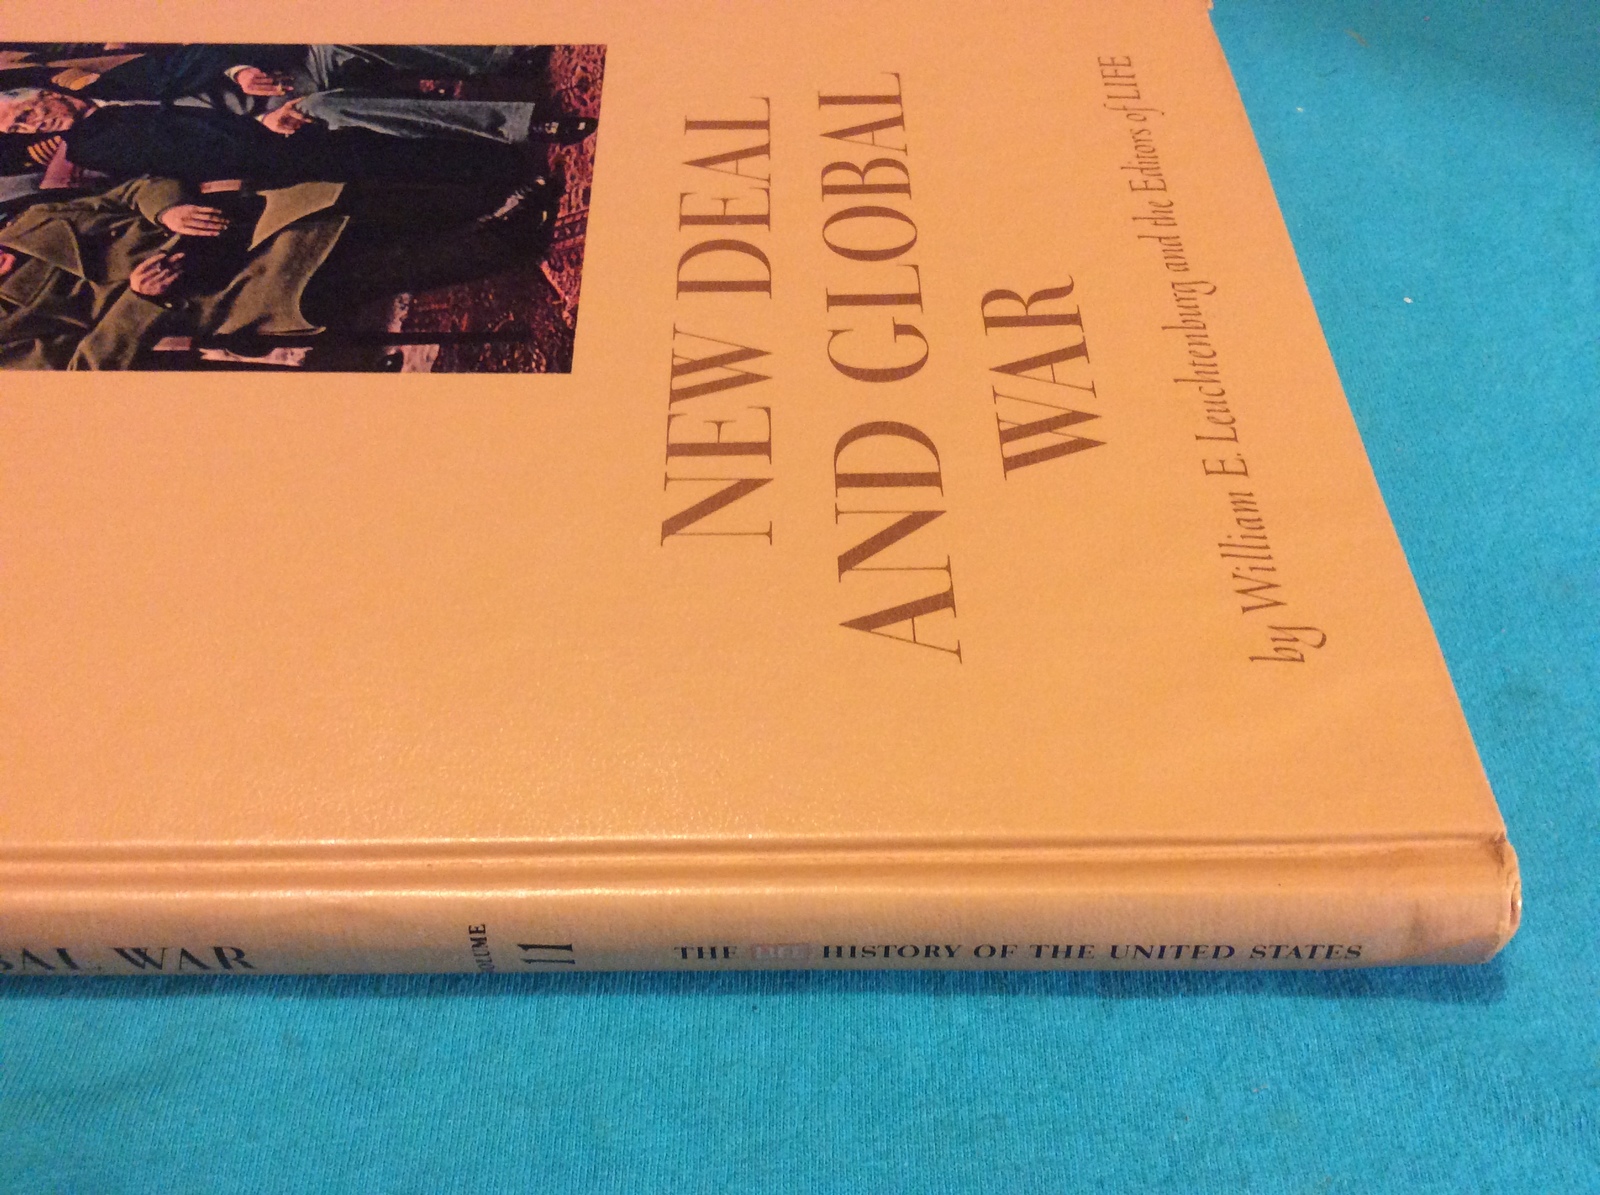 NEW DEAL
AND GLOBAL
WAR
by William E. Leuchtenburg and the Editors of LIFE
BAL WAR
VOLUME
11
THE LIFE HISTORY OF THE UNITED STATES